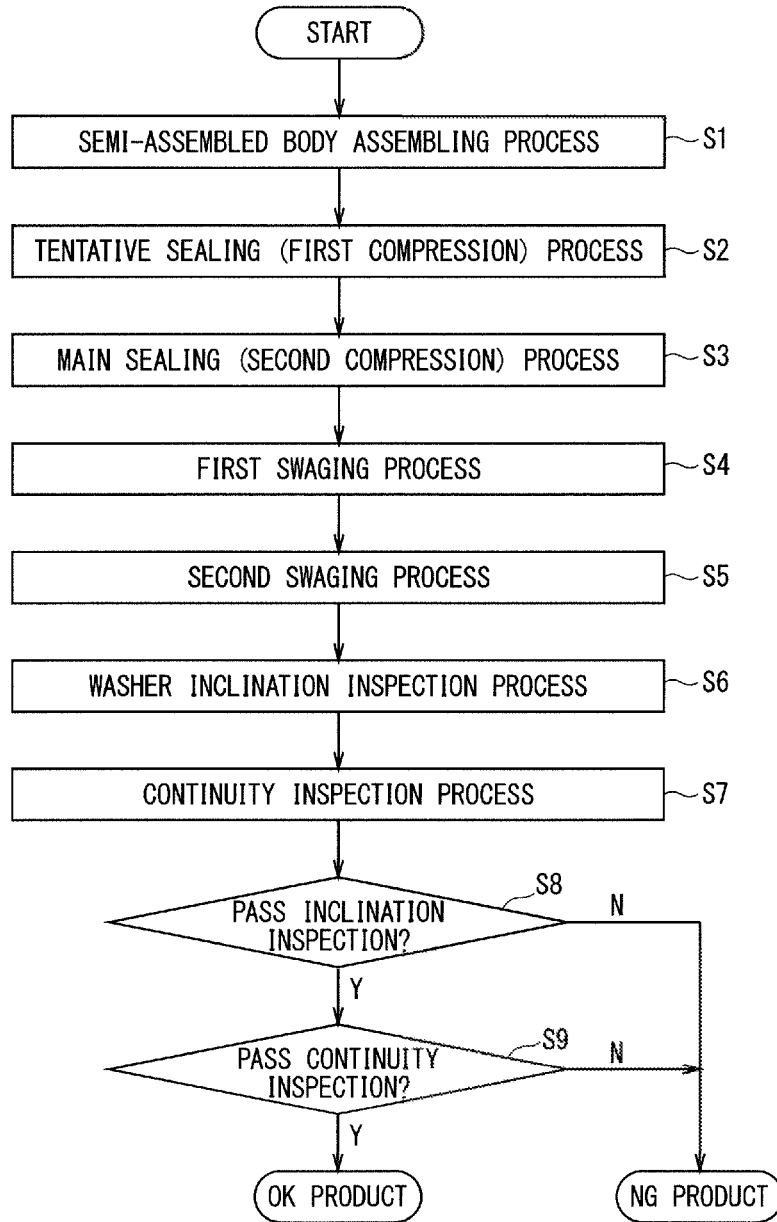 START
SEMI-ASSEMBLED BODY ASSEMBLING PROCESS
S1
TENTATIVE SEALING (FIRST COMPRESSION) PROCESS
S2
MAIN SEALING (SECOND COMPRESSION) PROCESS
S3
FIRST SWAGING PROCESS
S4
SECOND SWAGING PROCESS
S5
WASHER INCLINATION INSPECTION PROCESS
S6
CONTINUITY INSPECTION PROCESS
S7
S8
PASS INCLINATION
INSPECTION?
N
Y
S9
PASS CONTINUITY
INSPECTION?
N
Y
OK PRODUCT
NG PRODUCT